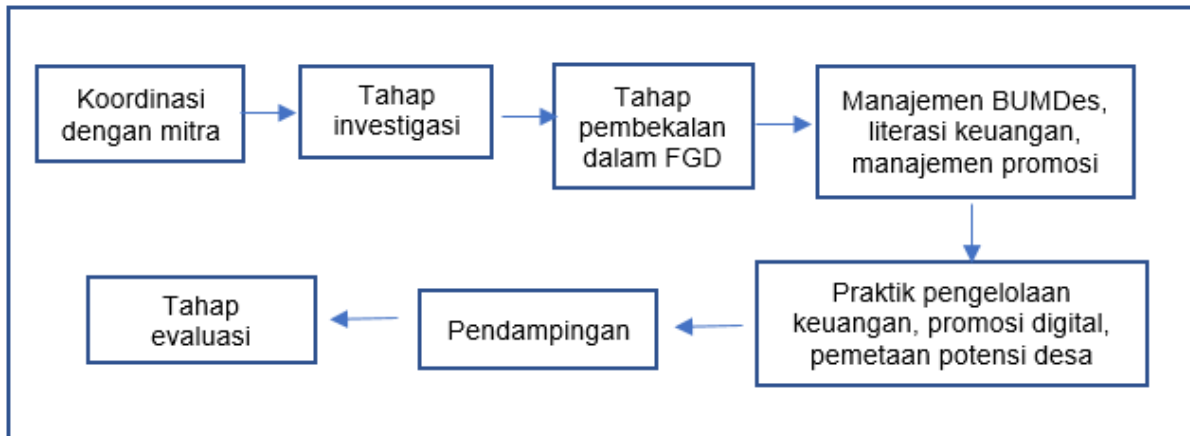 Koordinasi
dengan mitra
Tahap
investigasi
Tahap
pembekalan
dalam FGD
Manajemen BUMDes,
literasi keuangan,
manajemen promosi
Praktik pengelolaan
keuangan, promosi digital,
pemetaan potensi desa
Pendampingan
Tahap
evaluasi